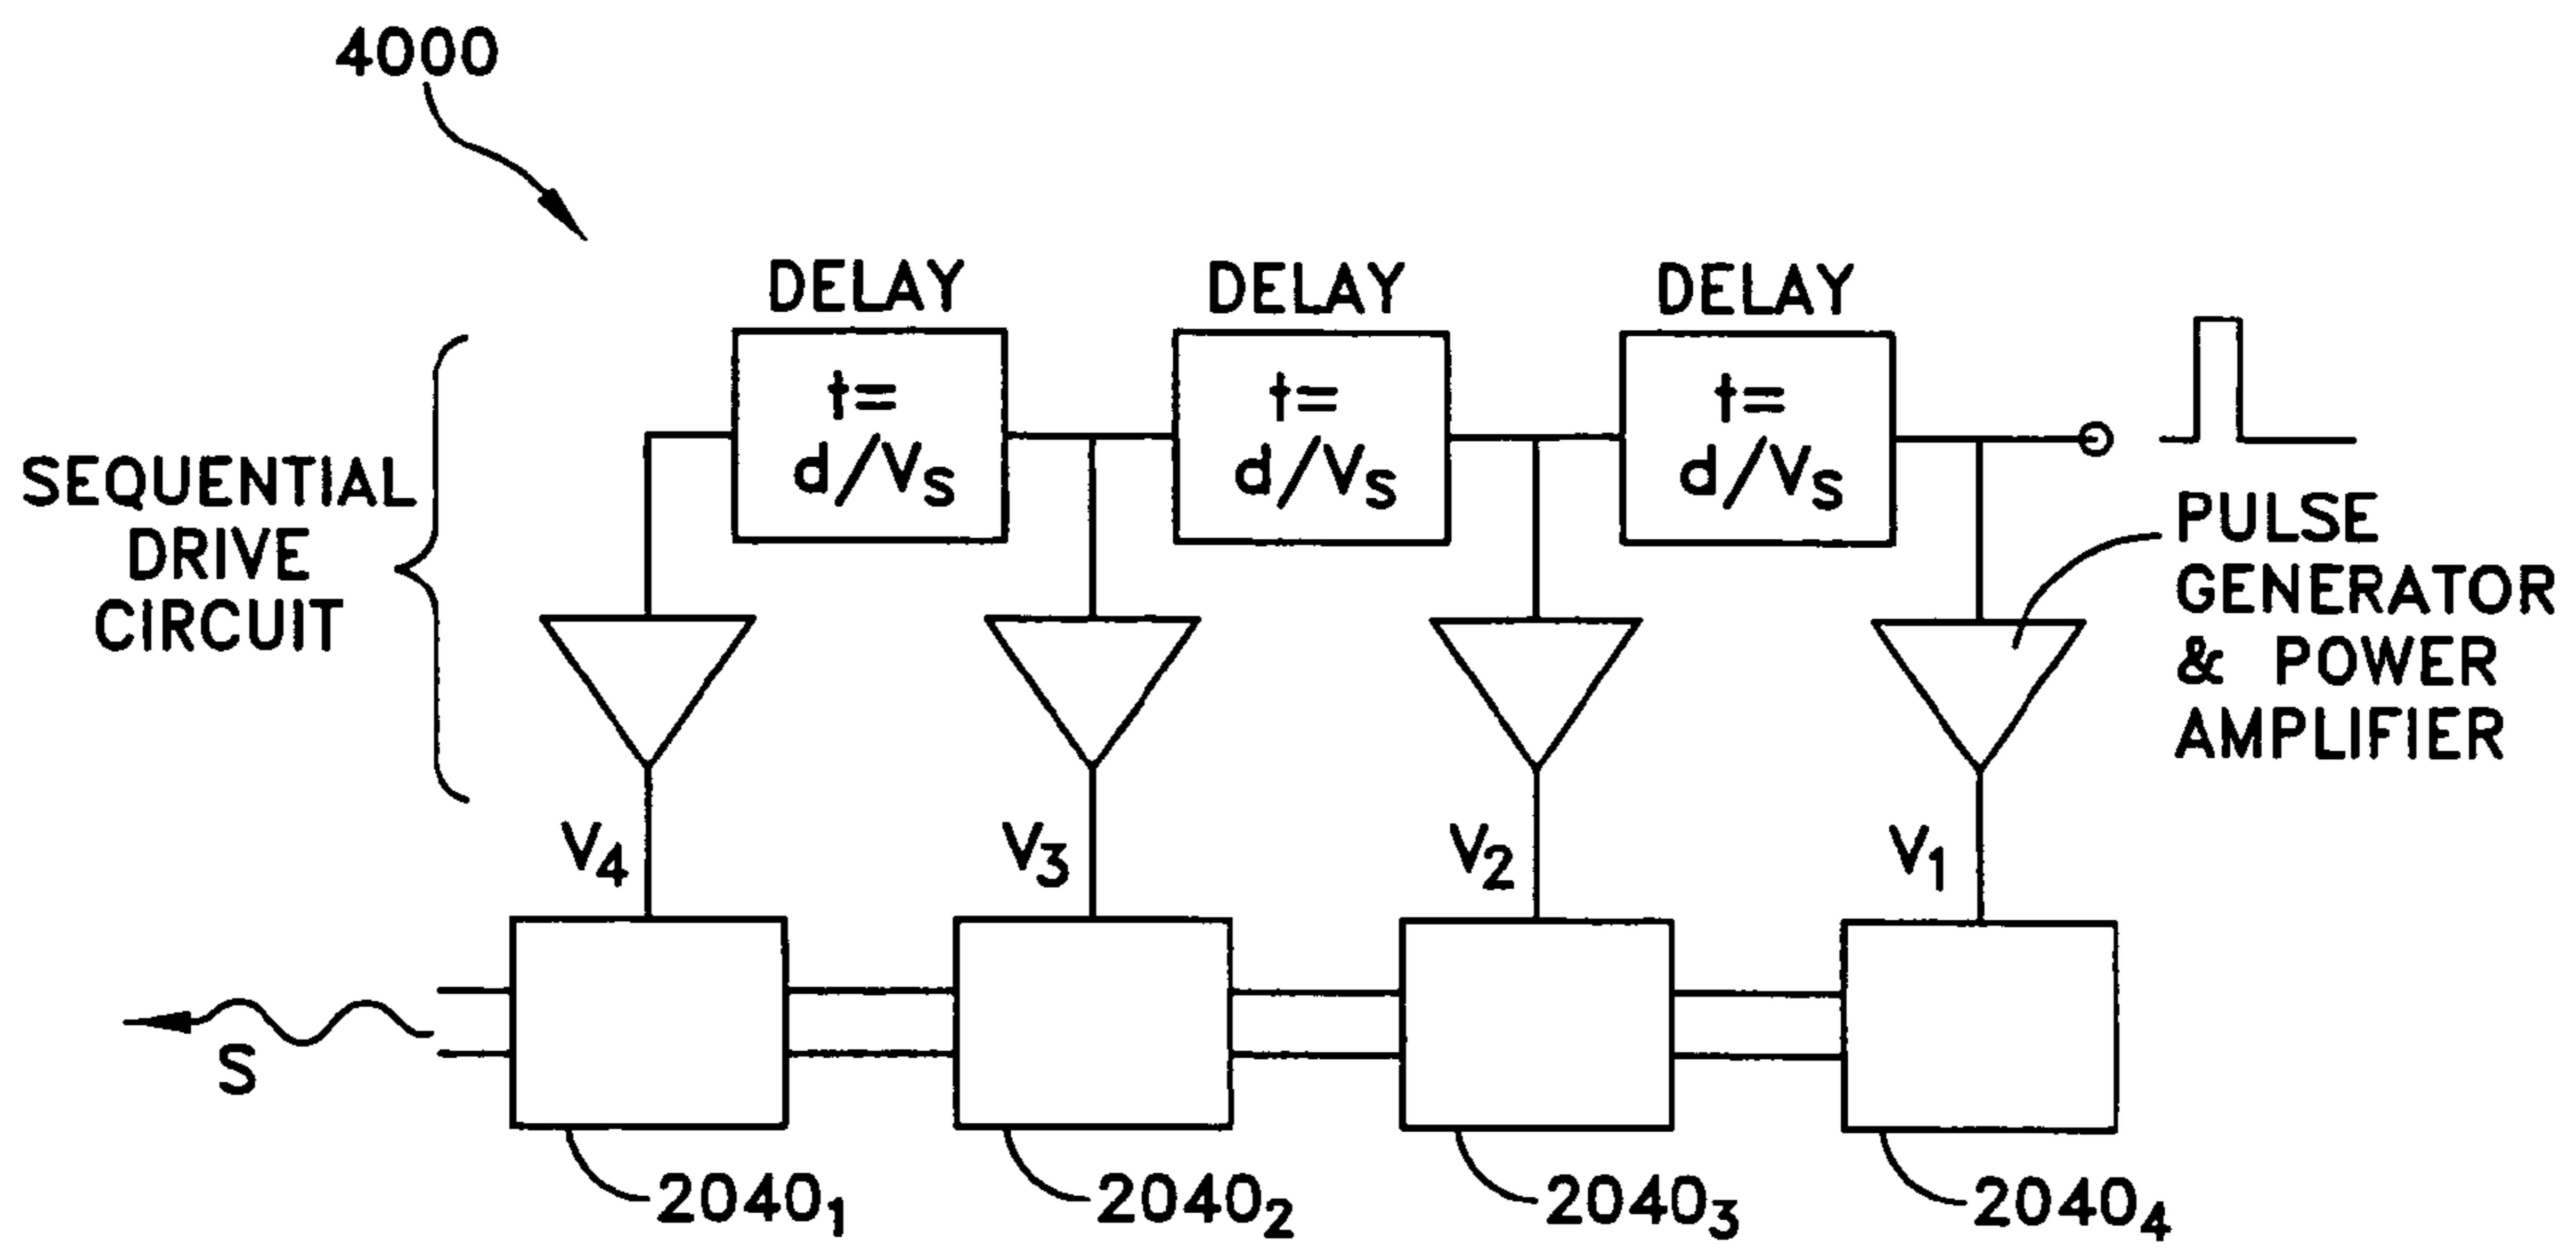 4000
DELAY
DELAY
DELAY
t=
d/VS
t=
d/VS
t=
d/VS
SEQUENTIAL
DRIVE
CIRCUIT
PULSE
GENERATOR
& POWER
AMPLIFIER
V4
V3
V2
V1
S
2040₁
2040₂
2040₃
2040₄